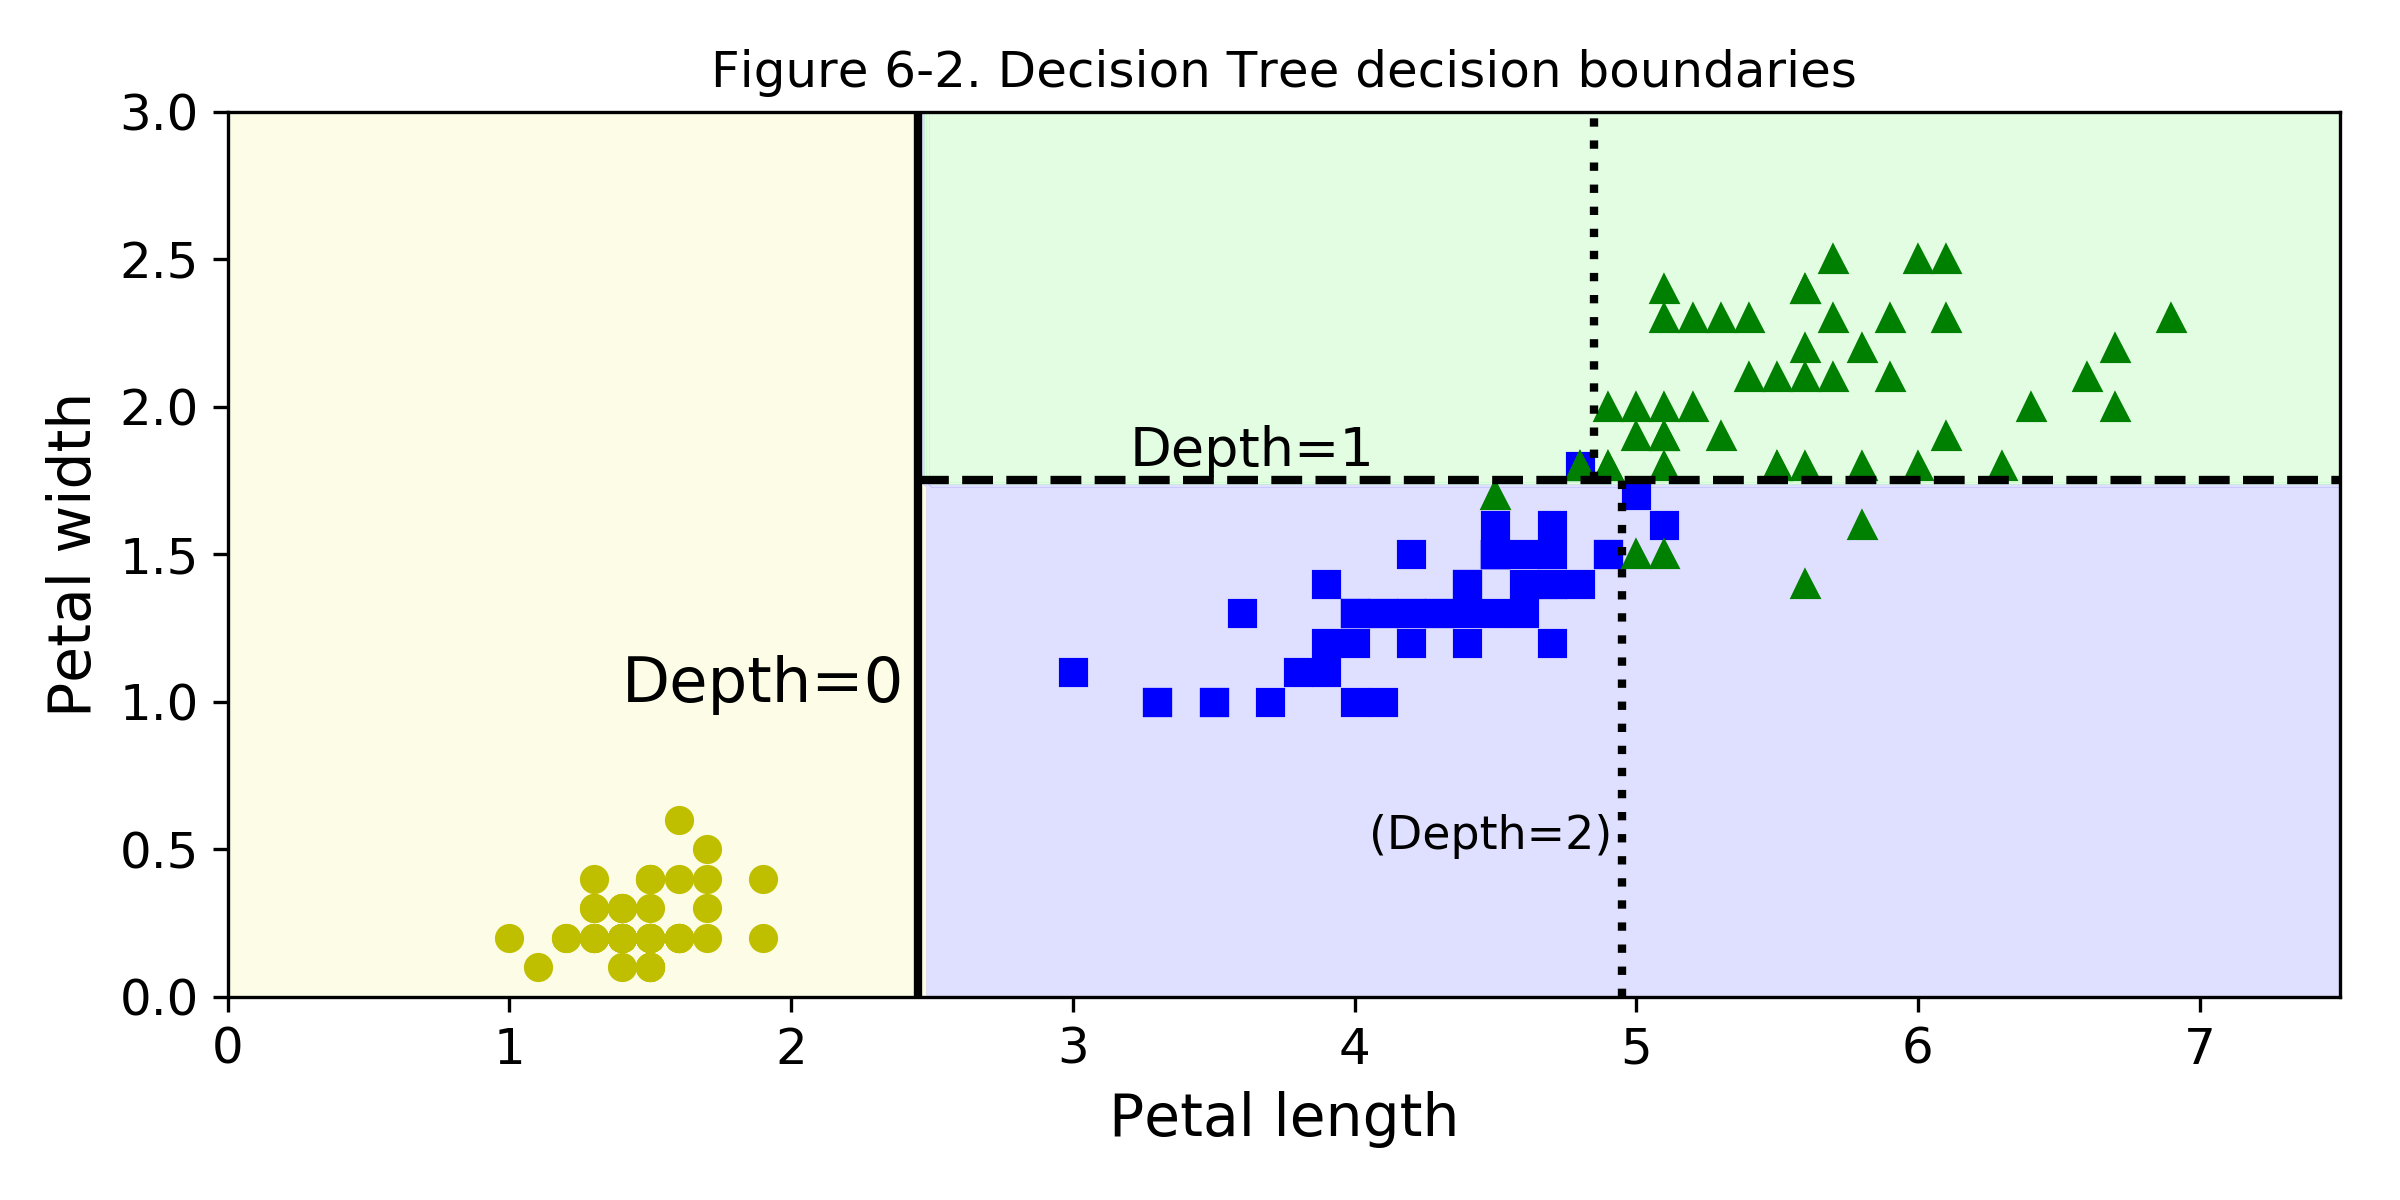 Figure 6-2. Decision Tree decision boundaries
3.0
2.5
2.0
1.5
1.0
0.5
0.0
Petal width
Depth=1
Depth=0
(Depth=2)
0 1 2 3 4 5 6 7
Petal length